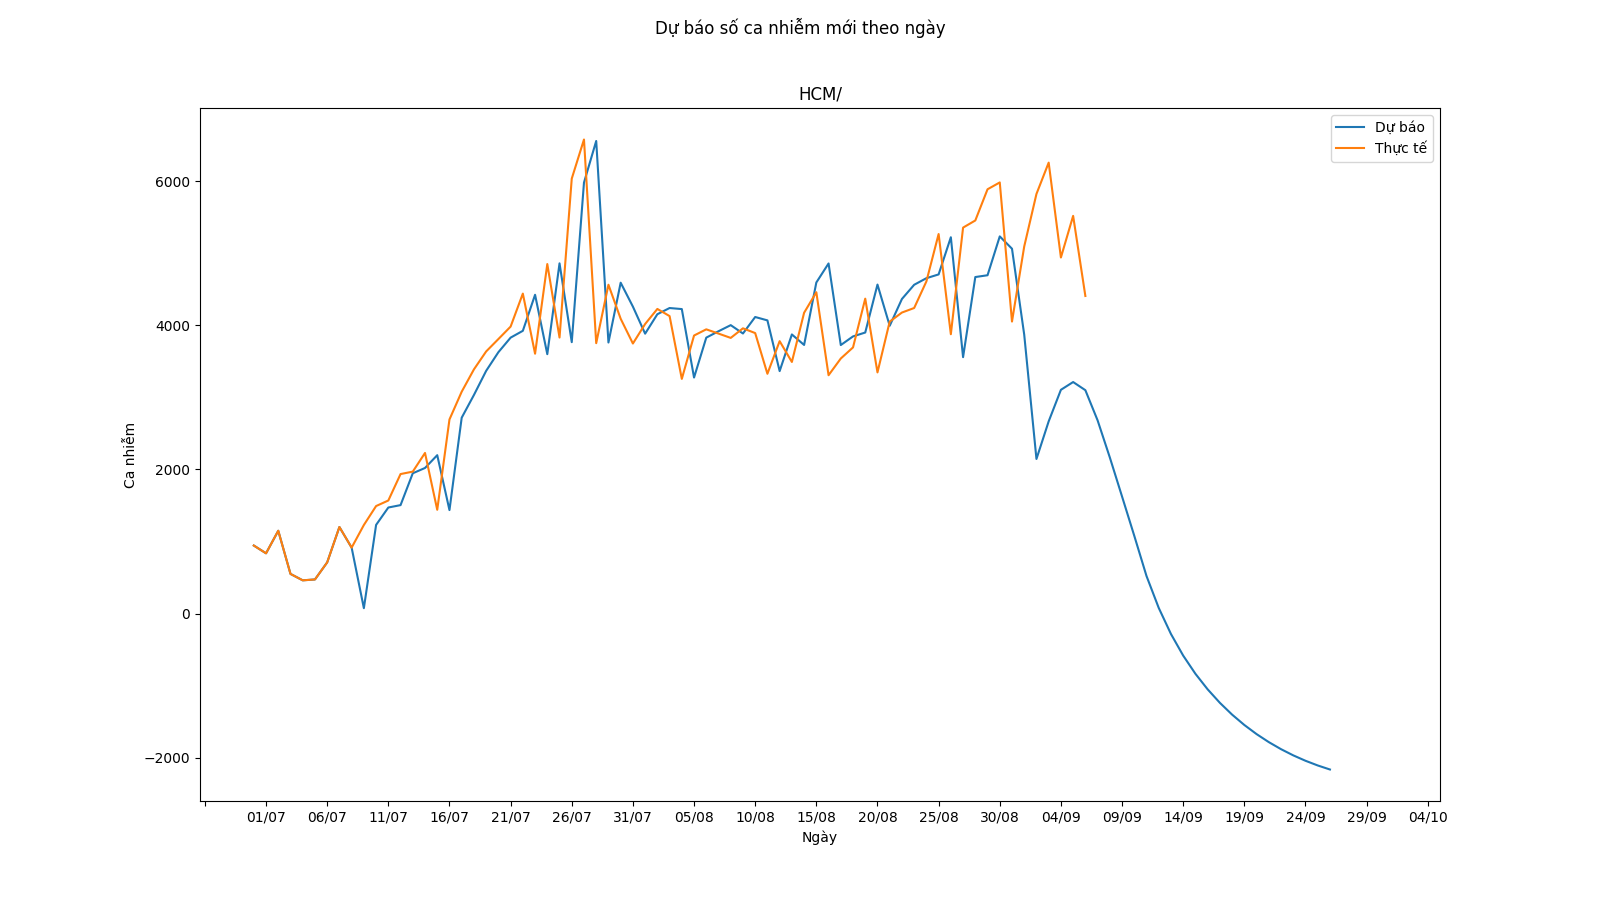 Dự báo số ca nhiễm mới theo ngày
HCM/
Dự báo
Thực tế
6000
4000
2000
0
−2000
Ca nhiễm
01/07 06/07 11/07 16/07 21/07 26/07 31/07 05/08 10/08 15/08 20/08 25/08 30/08 04/09 09/09 14/09 19/09 24/09 29/09 04/10
Ngày